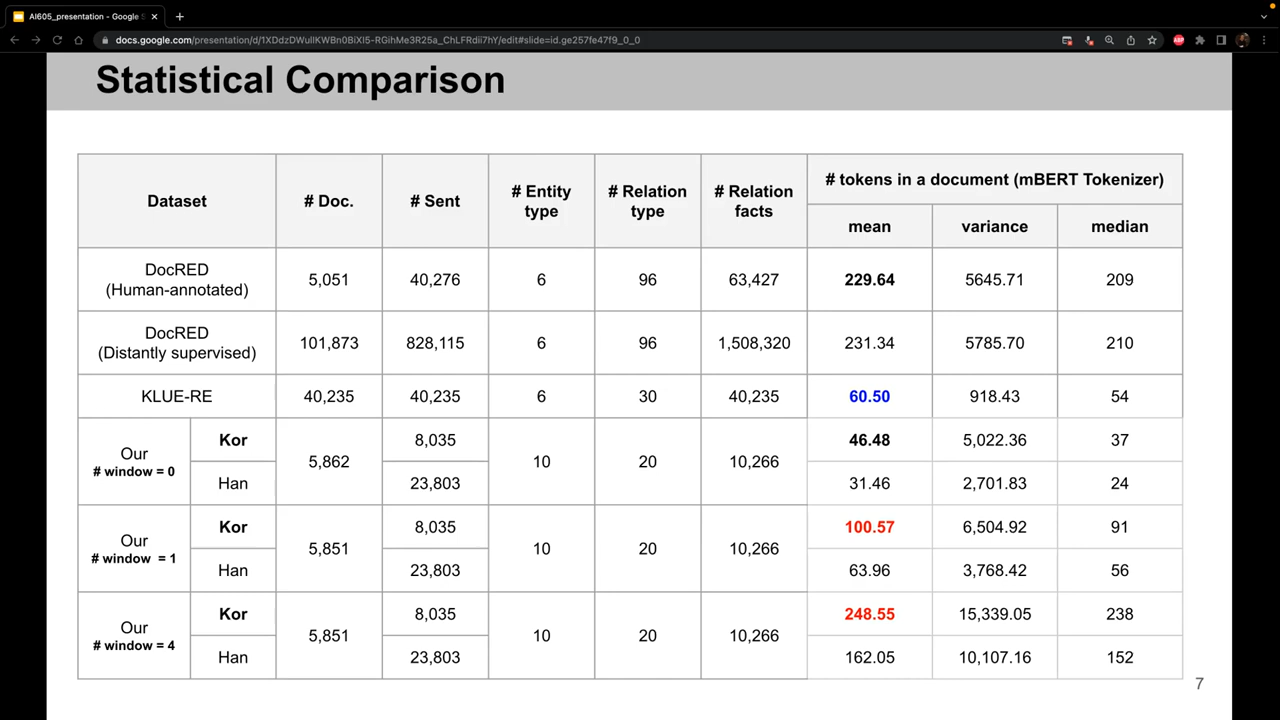 AI605_presentation - Google S
docs.google.com/presentation/d/1XDdzDWullKWBn0BiXI5-RGihMe3R25a_ChLFRdii7hY/edit#slide=id.ge257fe47f9_0_0
ABP
Statistical Comparison
Dataset # Doc. # Sent # Entity type # Relation type # Relation facts # tokens in a document (mBERT Tokenizer)
mean variance median
DocRED (Human-annotated) 5,051 40,276 6 96 63,427 229.64 5645.71 209
DocRED (Distantly supervised) 101,873 828,115 6 96 1,508,320 231.34 5785.70 210
KLUE-RE 40,235 40,235 6 30 40,235 60.50 918.43 54
Our # window = 0 Kor 5,862 8,035 10 20 10,266 46.48 5,022.36 37
Han 23,803 31.46 2,701.83 24
Our # window = 1 Kor 5,851 8,035 10 20 10,266 100.57 6,504.92 91
Han 23,803 63.96 3,768.42 56
Our # window = 4 Kor 5,851 8,035 10 20 10,266 248.55 15,339.05 238
Han 23,803 162.05 10,107.16 152
7